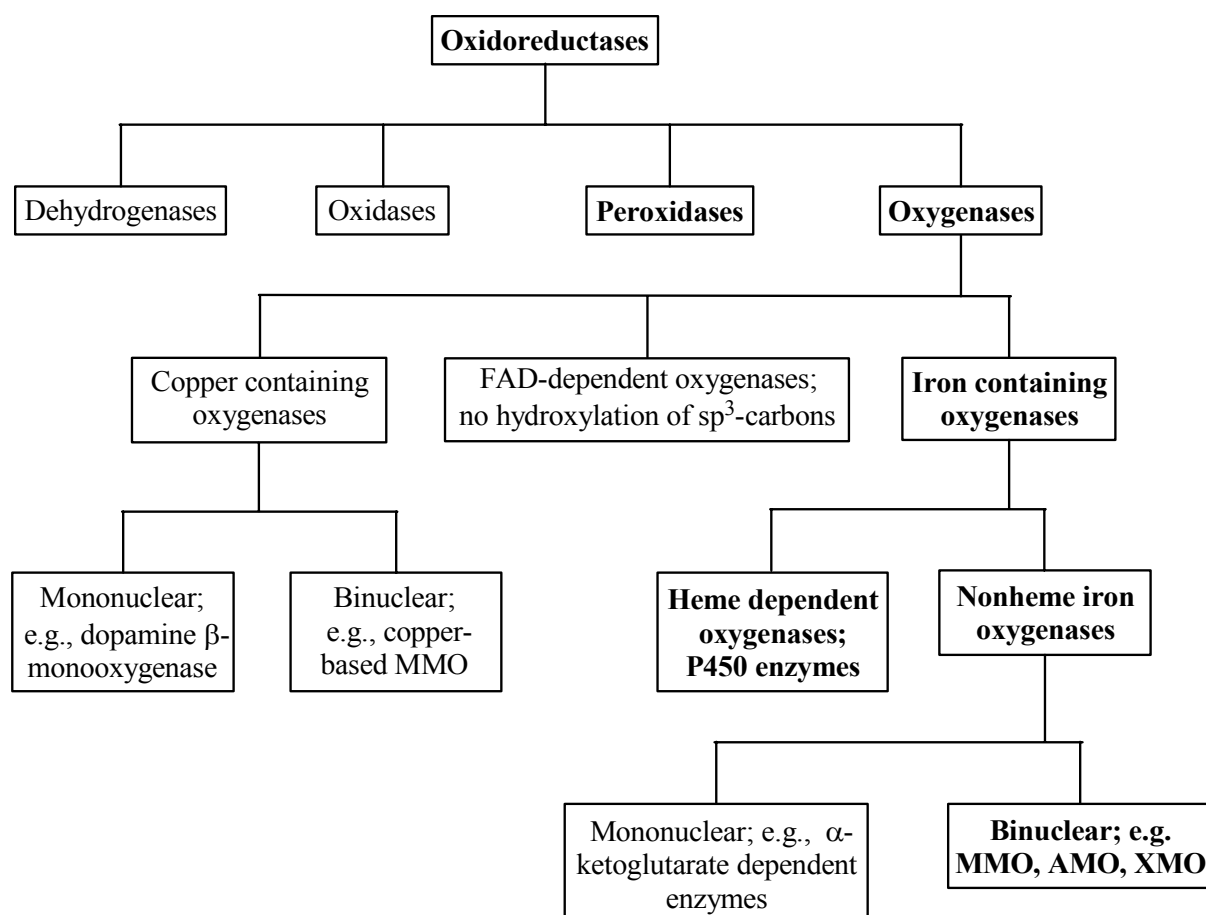 Oxidoreductases
Dehydrogenases
Oxidases
Peroxidases
Oxygenases
Copper containing
oxygenases
FAD-dependent oxygenases;
no hydroxylation of sp³-carbons
Iron containing
oxygenases
Mononuclear;
e.g., dopamine β-
monooxygenase
Binuclear;
e.g., copper-
based MMO
Heme dependent
oxygenases;
P450 enzymes
Nonheme iron
oxygenases
Mononuclear; e.g., α-
ketoglutarate dependent
enzymes
Binuclear; e.g.
MMO, AMO, XMO